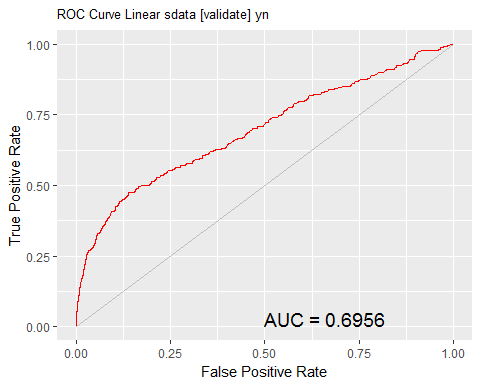 ROC Curve Linear sdata [validate] yn
1.00
0.75
0.50
0.25
0.00
True Positive Rate
AUC = 0.6956
0.00 0.25 0.50 0.75 1.00
False Positive Rate